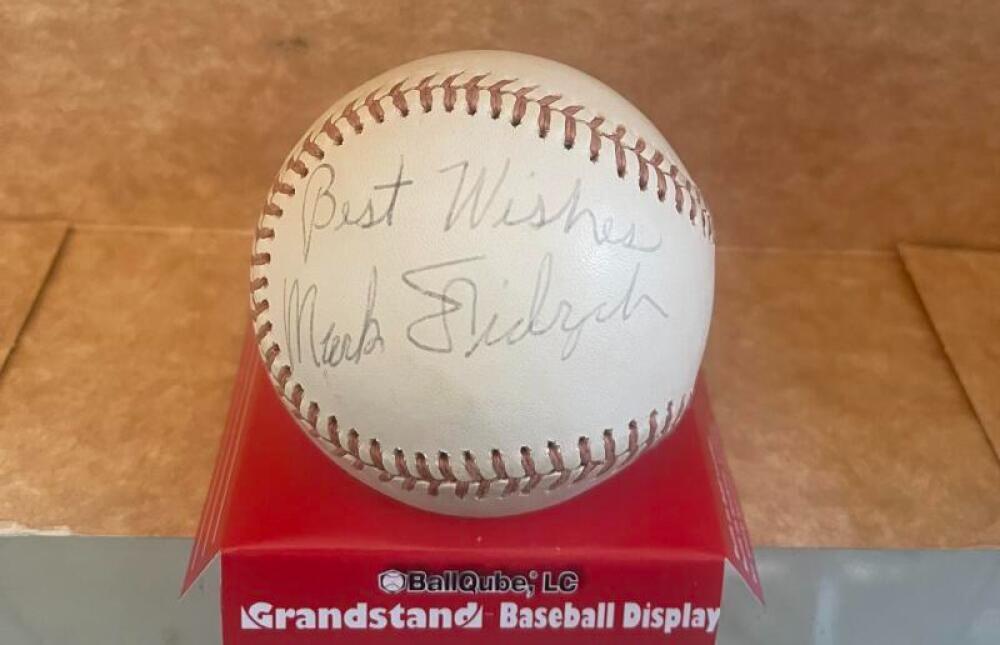 Best Wishes
Mark Fidrych
BallQube, LC
Grandstand Baseball Display